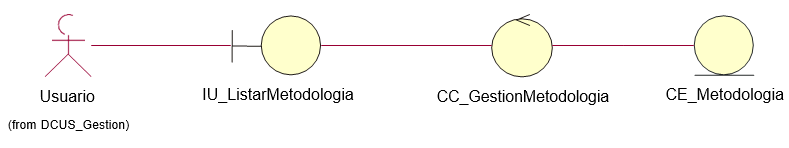 Usuario
IU_ListarMetodologia
CC_GestionMetodologia
CE_Metodologia
(from DCUS_Gestion)